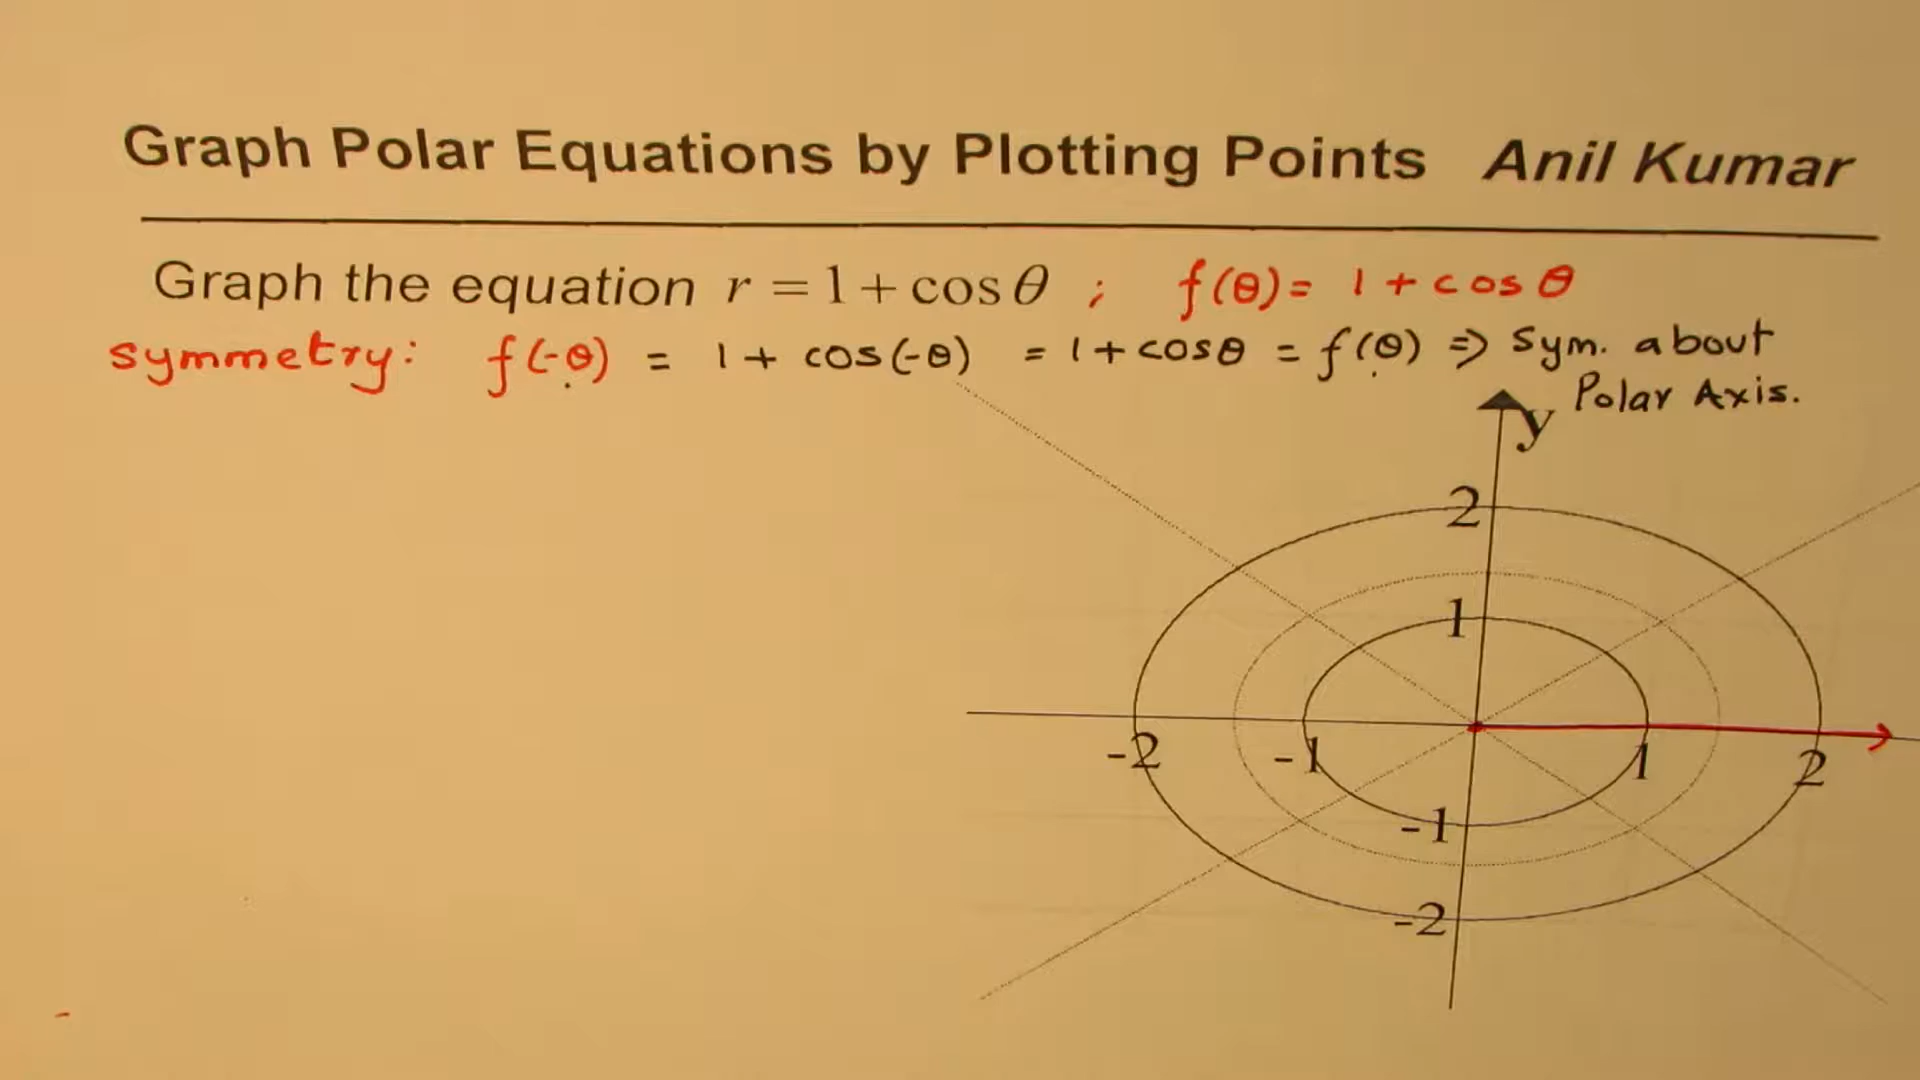 Graph Polar Equations by Plotting Points Anil Kumar
Graph the equation r = 1 + cos θ ; f(θ) = 1 + cos θ
symmetry: f(-θ) = 1 + cos(-θ) = 1 + cosθ = f(θ) ⇒ Sym. about
Polar Axis.
y
2
1
-2 -1 1 2
-1
-2